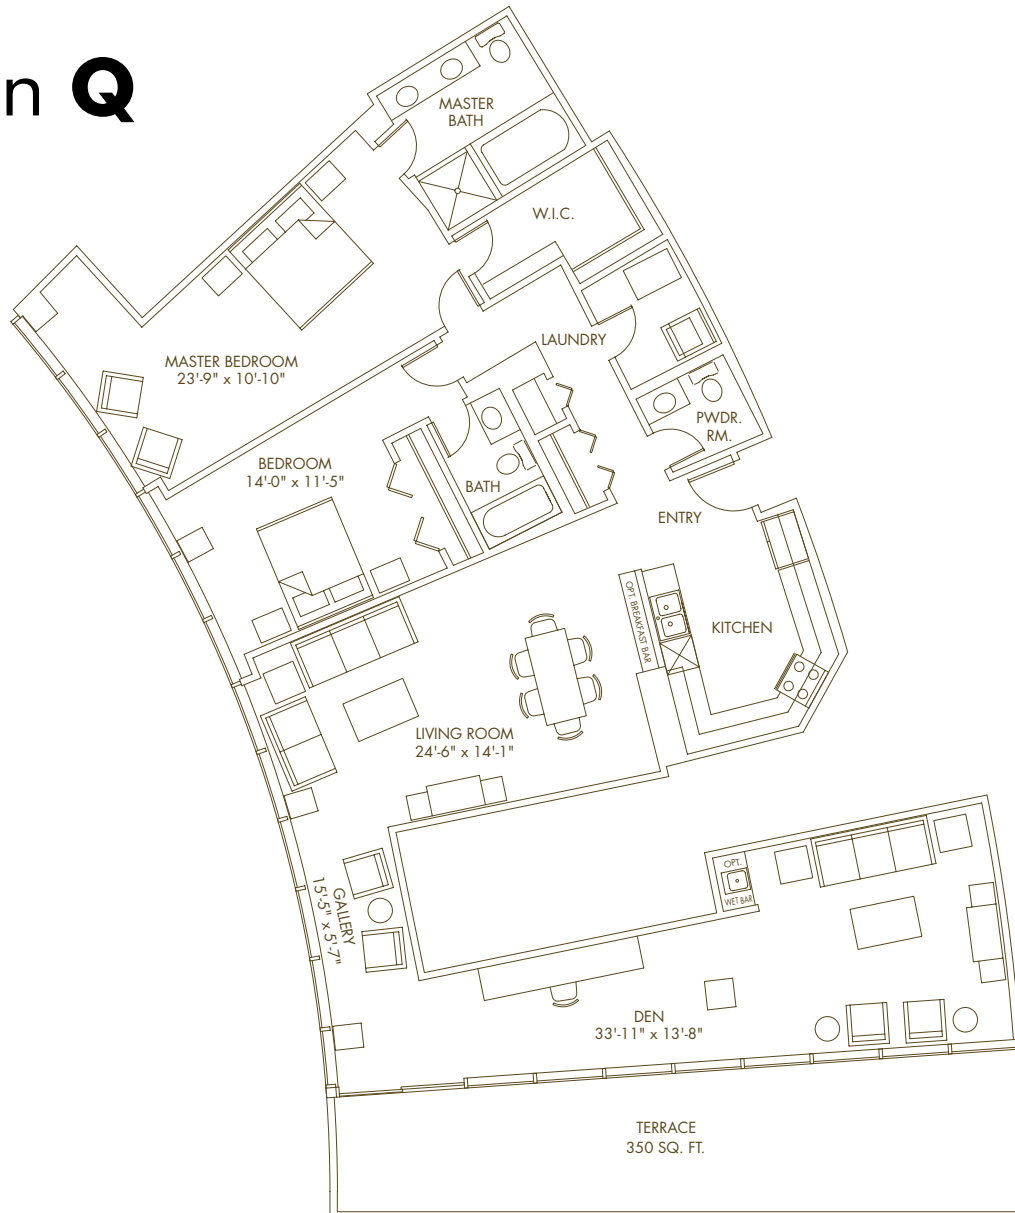 n Q
MASTER
BATH
W.I.C.
LAUNDRY
MASTER BEDROOM
23'-9" x 10'-10"
PWDR.
RM.
BEDROOM
14'-0" x 11'-5"
BATH
ENTRY
OPT. BREAKFAST BAR
KITCHEN
LIVING ROOM
24'-6" x 14'-1"
OPT.
WET BAR
GALLERY
15'-5" x 5'-7"
DEN
33'-11" x 13'-8"
TERRACE
350 SQ. FT.